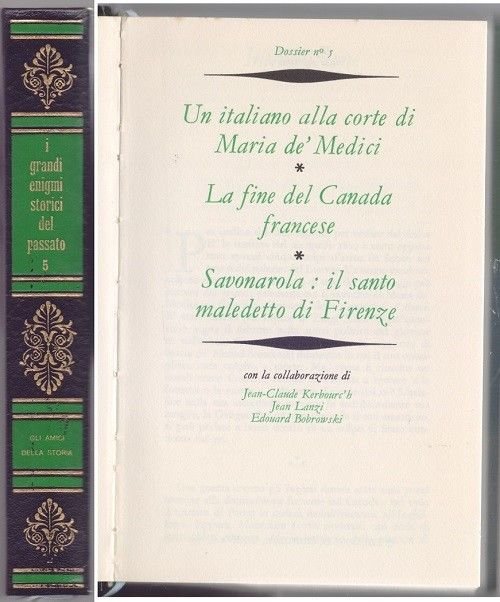 i
grandi
enigmi
storici
del
passato
5
GLI AMICI
DELLA STORIA
Dossier nº 5
Un italiano alla corte di
Maria de' Medici
*
La fine del Canada
francese
*
Savonarola : il santo
maledetto di Firenze
con la collaborazione di
Jean-Claude Kerbourc'h
Jean Lanzi
Edouard Bobrowski